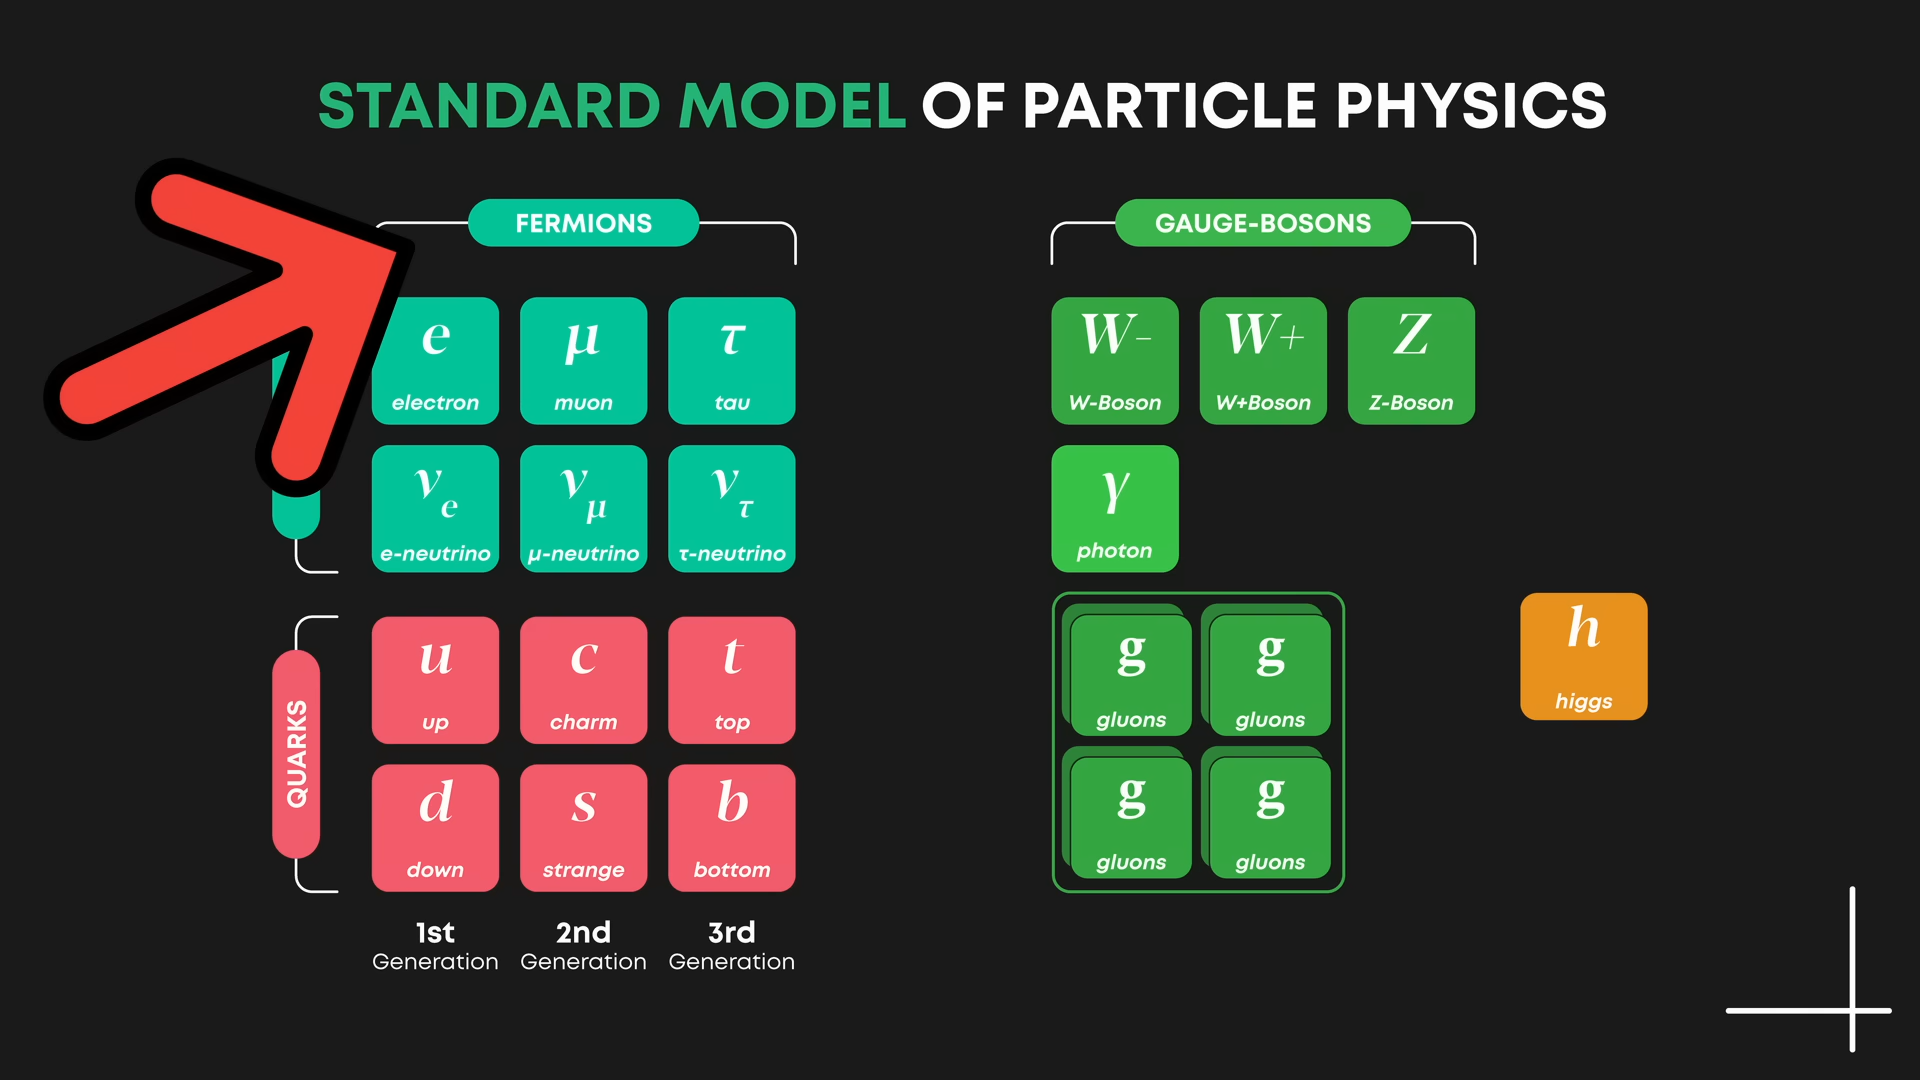 STANDARD MODEL OF PARTICLE PHYSICS
FERMIONS
GAUGE-BOSONS
e
electron
μ
muon
τ
tau
W-
W-Boson
W+
W+Boson
Z
Z-Boson
νe
e-neutrino
νμ
μ-neutrino
ντ
τ-neutrino
γ
photon
QUARKS
u
up
c
charm
t
top
g
gluons
g
gluons
h
higgs
d
down
s
strange
b
bottom
g
gluons
g
gluons
1st
Generation
2nd
Generation
3rd
Generation